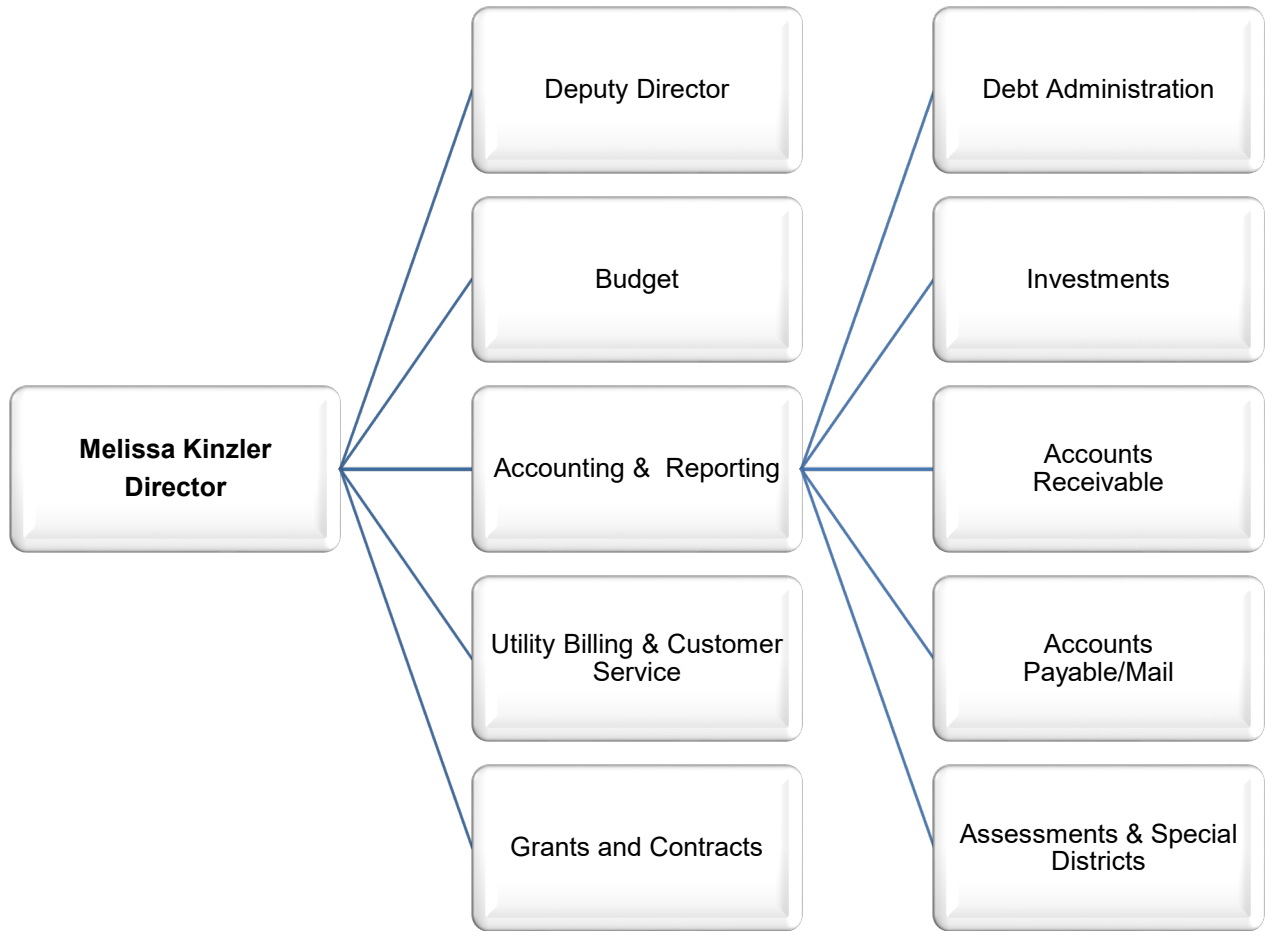 Melissa Kinzler
Director
Deputy Director
Budget
Accounting &  Reporting
Utility Billing & Customer
Service
Grants and Contracts
Debt Administration
Investments
Accounts
Receivable
Accounts
Payable/Mail
Assessments & Special
Districts